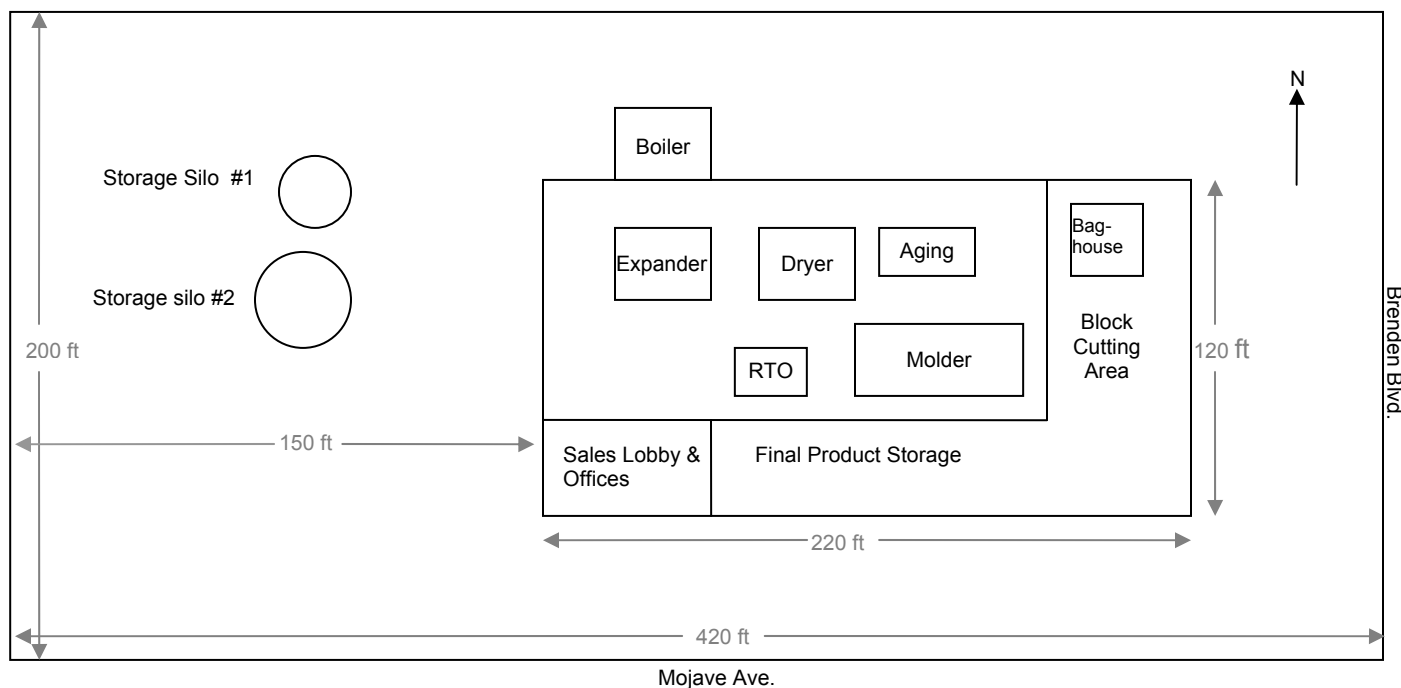 N
Boiler
Storage Silo #1
Bag-
house
Expander
Dryer
Aging
Storage silo #2
Block
Cutting
Area
Brenden Blvd.
200 ft
120 ft
RTO
Molder
150 ft
Sales Lobby &
Offices
Final Product Storage
220 ft
420 ft
Mojave Ave.